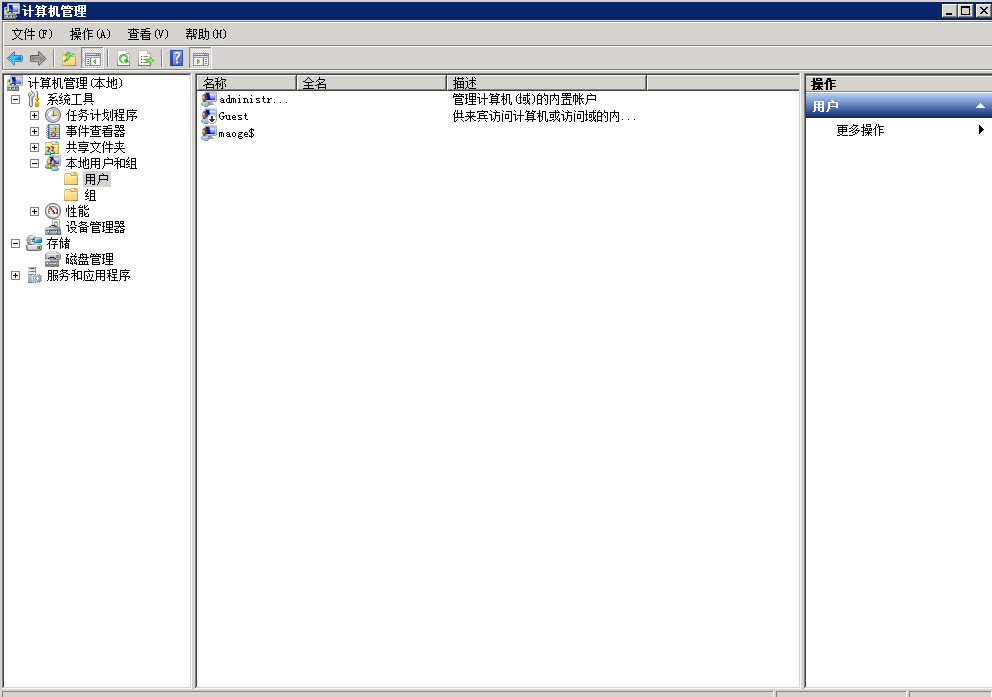 计算机管理
文件(F) 操作(A) 查看(V) 帮助(H)
计算机管理(本地)
系统工具
任务计划程序
事件查看器
共享文件夹
本地用户和组
用户
组
性能
设备管理器
存储
磁盘管理
服务和应用程序
名称 全名 描述
administr... 管理计算机(域)的内置帐户
Guest 供来宾访问计算机或访问域的内...
maoge$
操作
用户
更多操作